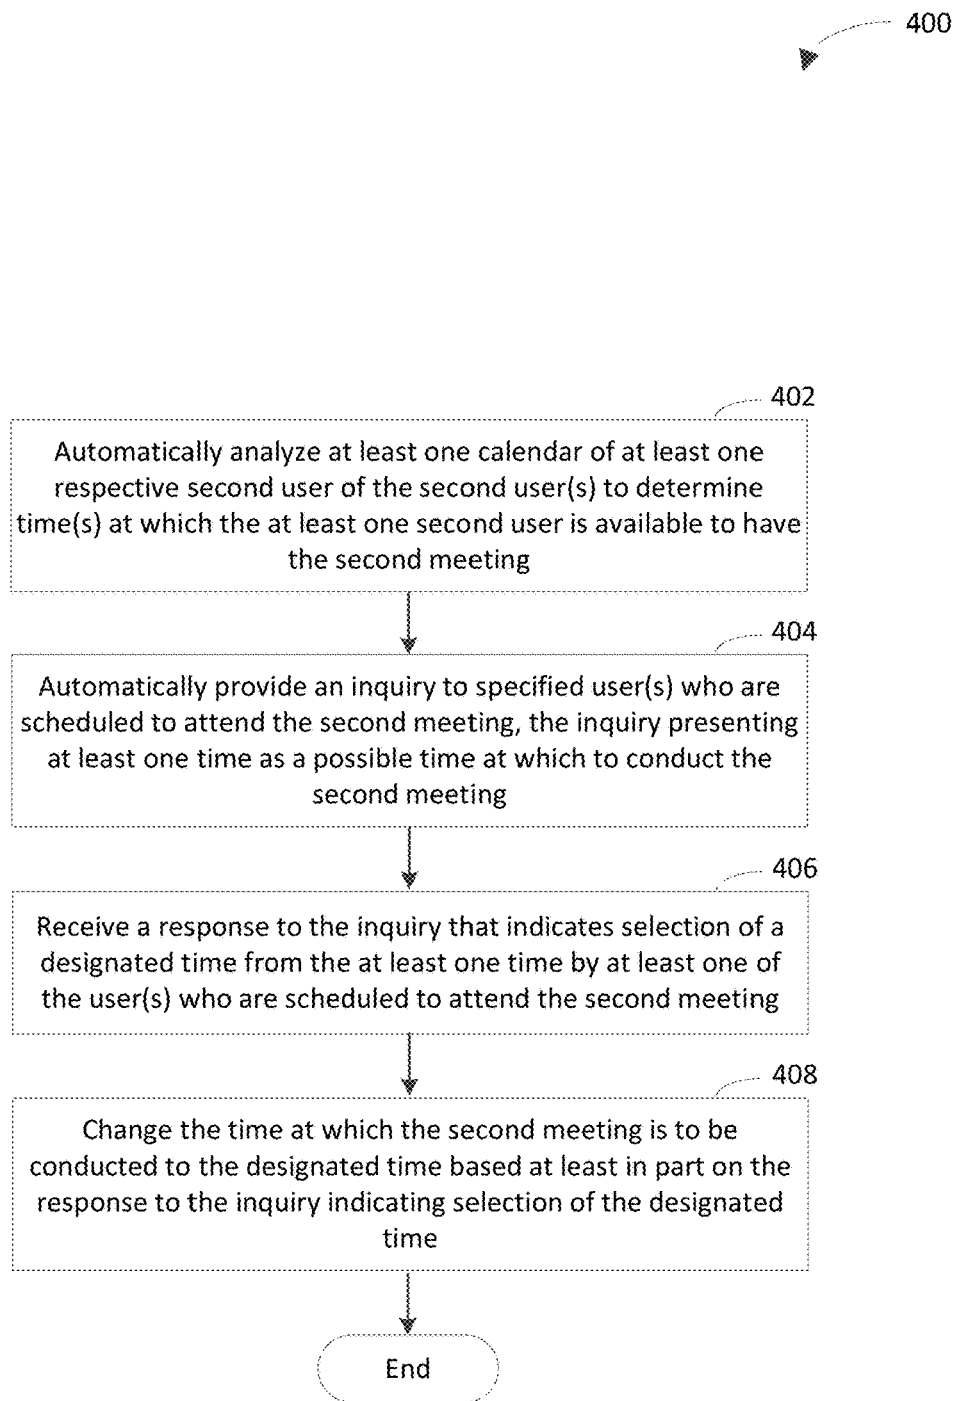 400
402
Automatically analyze at least one calendar of at least one
respective second user of the second user(s) to determine
time(s) at which the at least one second user is available to have
the second meeting
404
Automatically provide an inquiry to specified user(s) who are
scheduled to attend the second meeting, the inquiry presenting
at least one time as a possible time at which to conduct the
second meeting
406
Receive a response to the inquiry that indicates selection of a
designated time from the at least one time by at least one of
the user(s) who are scheduled to attend the second meeting
408
Change the time at which the second meeting is to be
conducted to the designated time based at least in part on the
response to the inquiry indicating selection of the designated
time
End